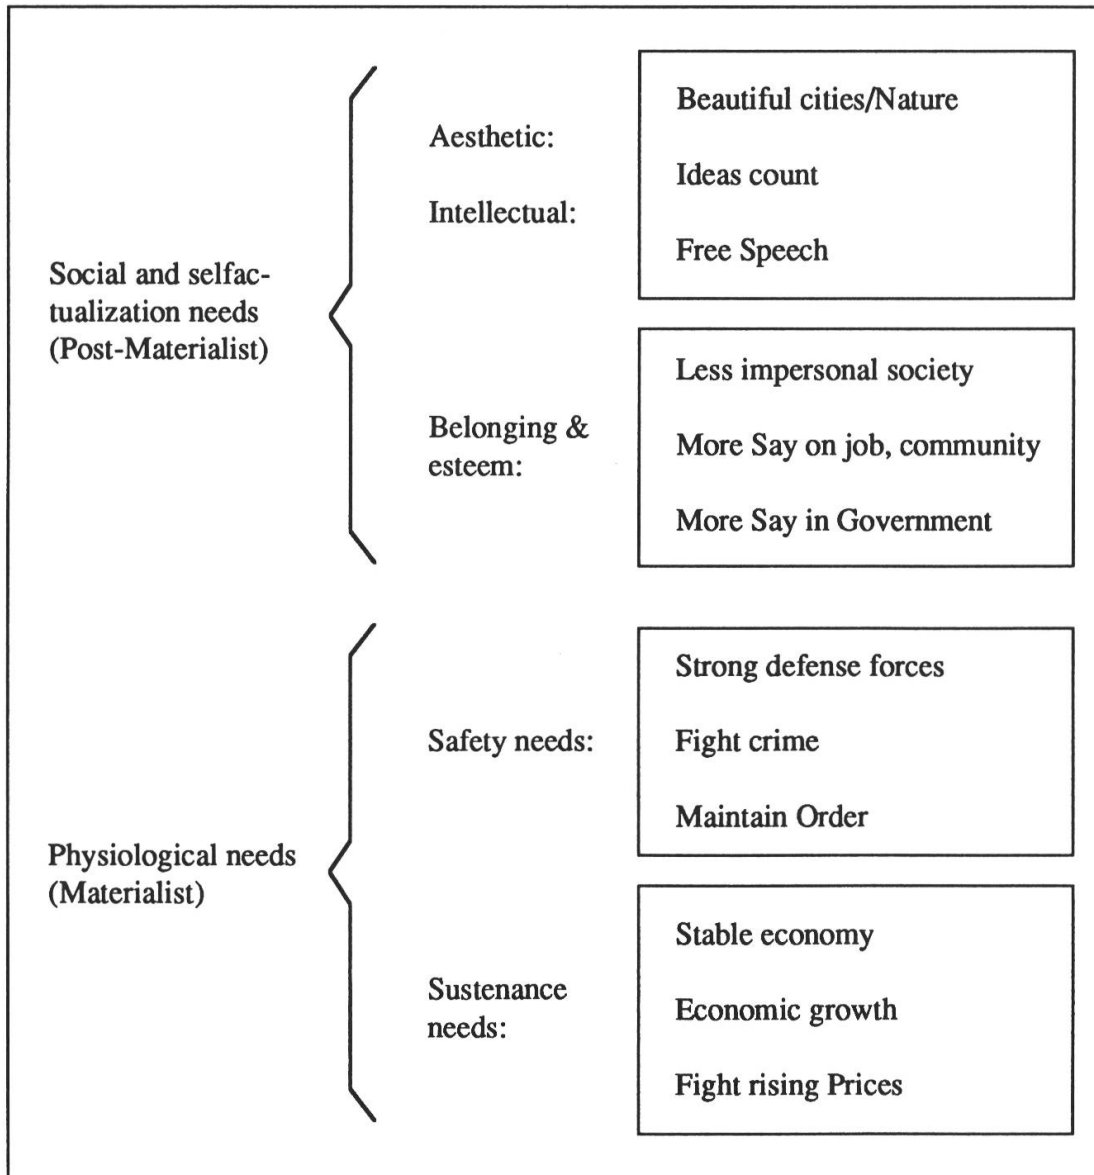 Social and selfac-
tualization needs
(Post-Materialist)
Aesthetic:
Intellectual:
Beautiful cities/Nature
Ideas count
Free Speech
Belonging &
esteem:
Less impersonal society
More Say on job, community
More Say in Government
Physiological needs
(Materialist)
Safety needs:
Strong defense forces
Fight crime
Maintain Order
Sustenance
needs:
Stable economy
Economic growth
Fight rising Prices